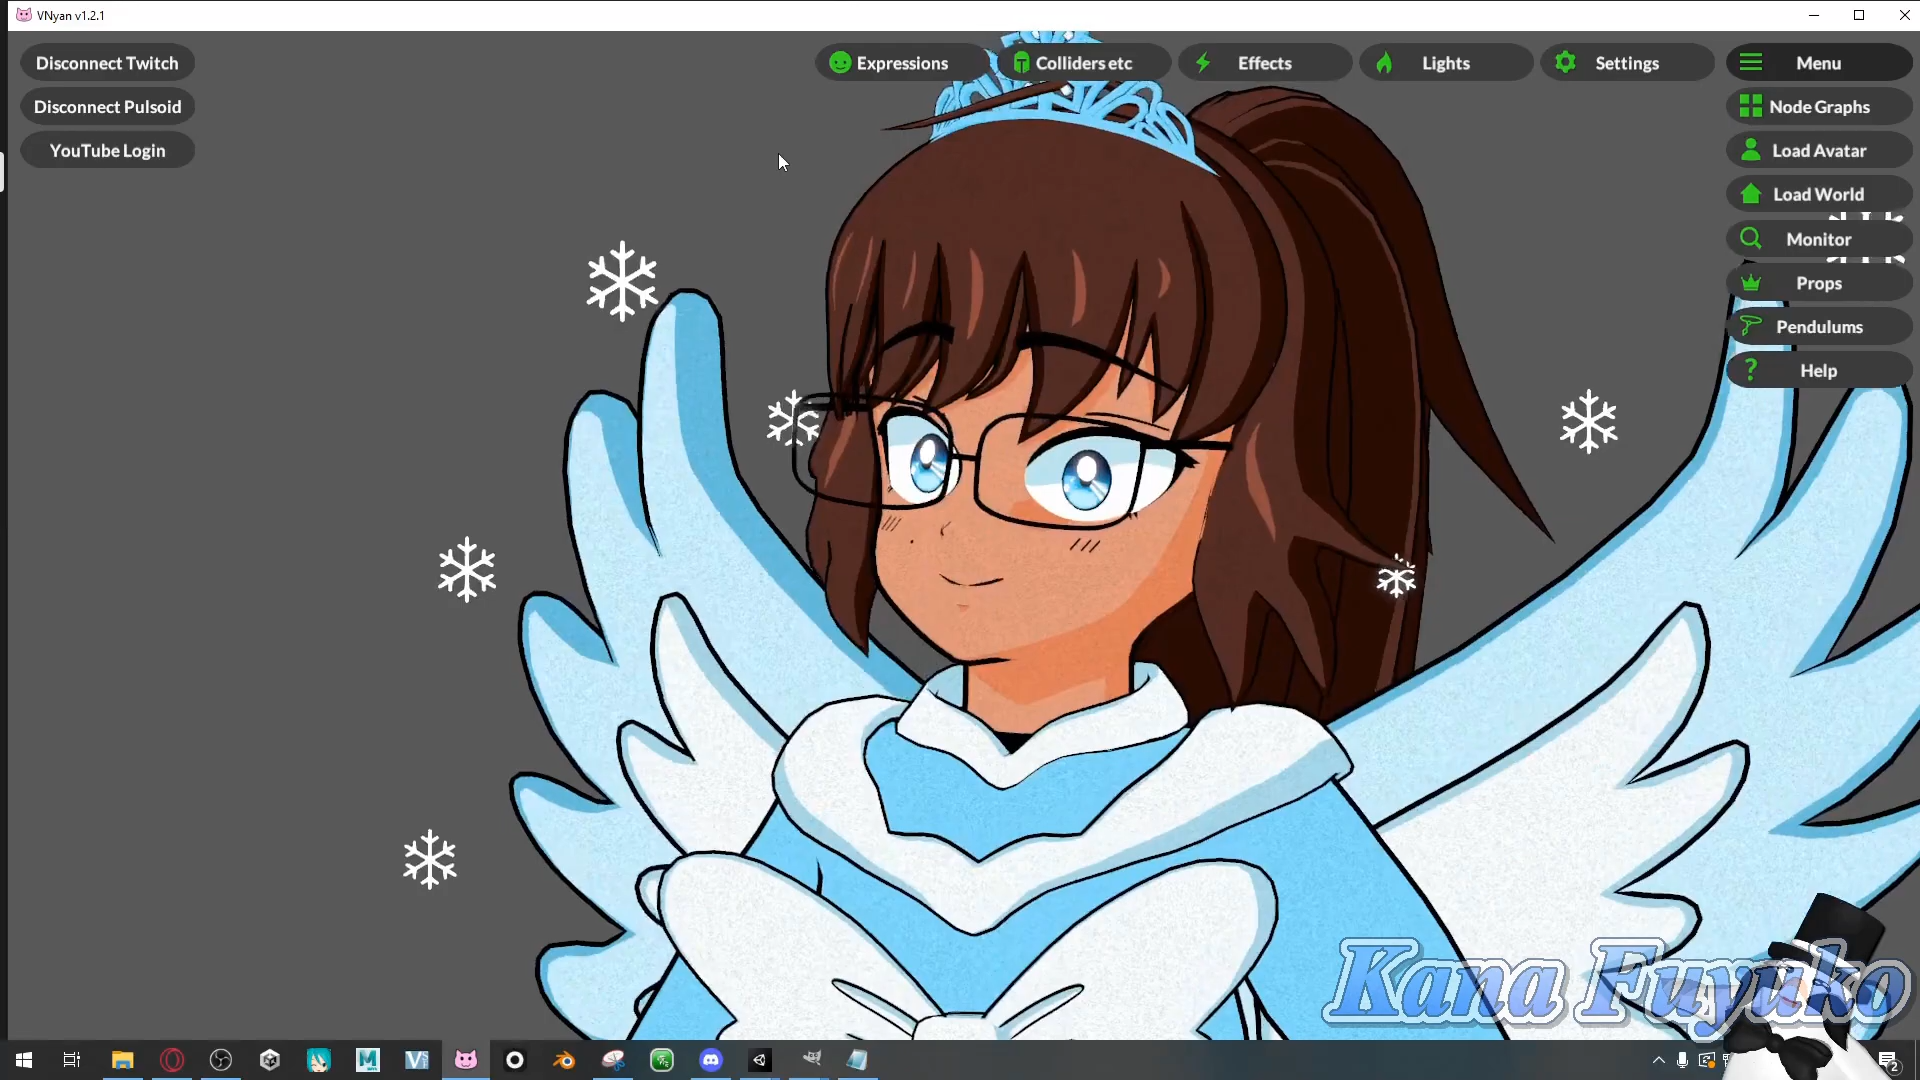 VNyan v1.2.1
Disconnect Twitch
Disconnect Pulsoid
YouTube Login
Expressions
Colliders etc
Effects
Lights
Settings
Menu
Node Graphs
Load Avatar
Load World
Monitor
Props
Pendulums
Help
Kana Fuyuko
2